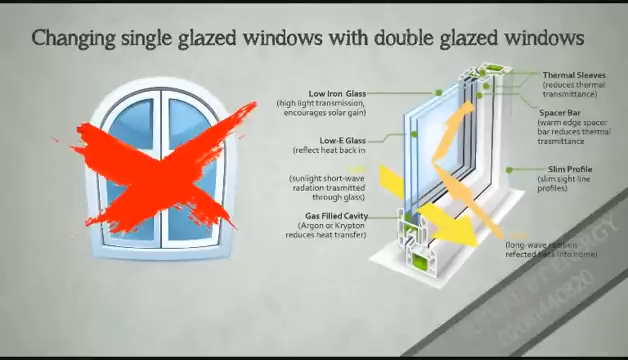 Changing single glazed windows with double glazed windows
Low Iron Glass
(high light transmission,
encourages solar gain)
Low-E Glass
(reflect heat back in
(sunlight short-wave
radation trasmitted
through glass)
Gas Filled Cavity
(Argon or Krypton
reduces heat transfer)
Thermal Sleeves
(reduces thermal
transmittance)
Spacer Bar
(warm edge spacer
bar reduces thermal
trasmittance
Slim Profile
(slim sight line
profiles)
(long-wave radition
refected back into home)